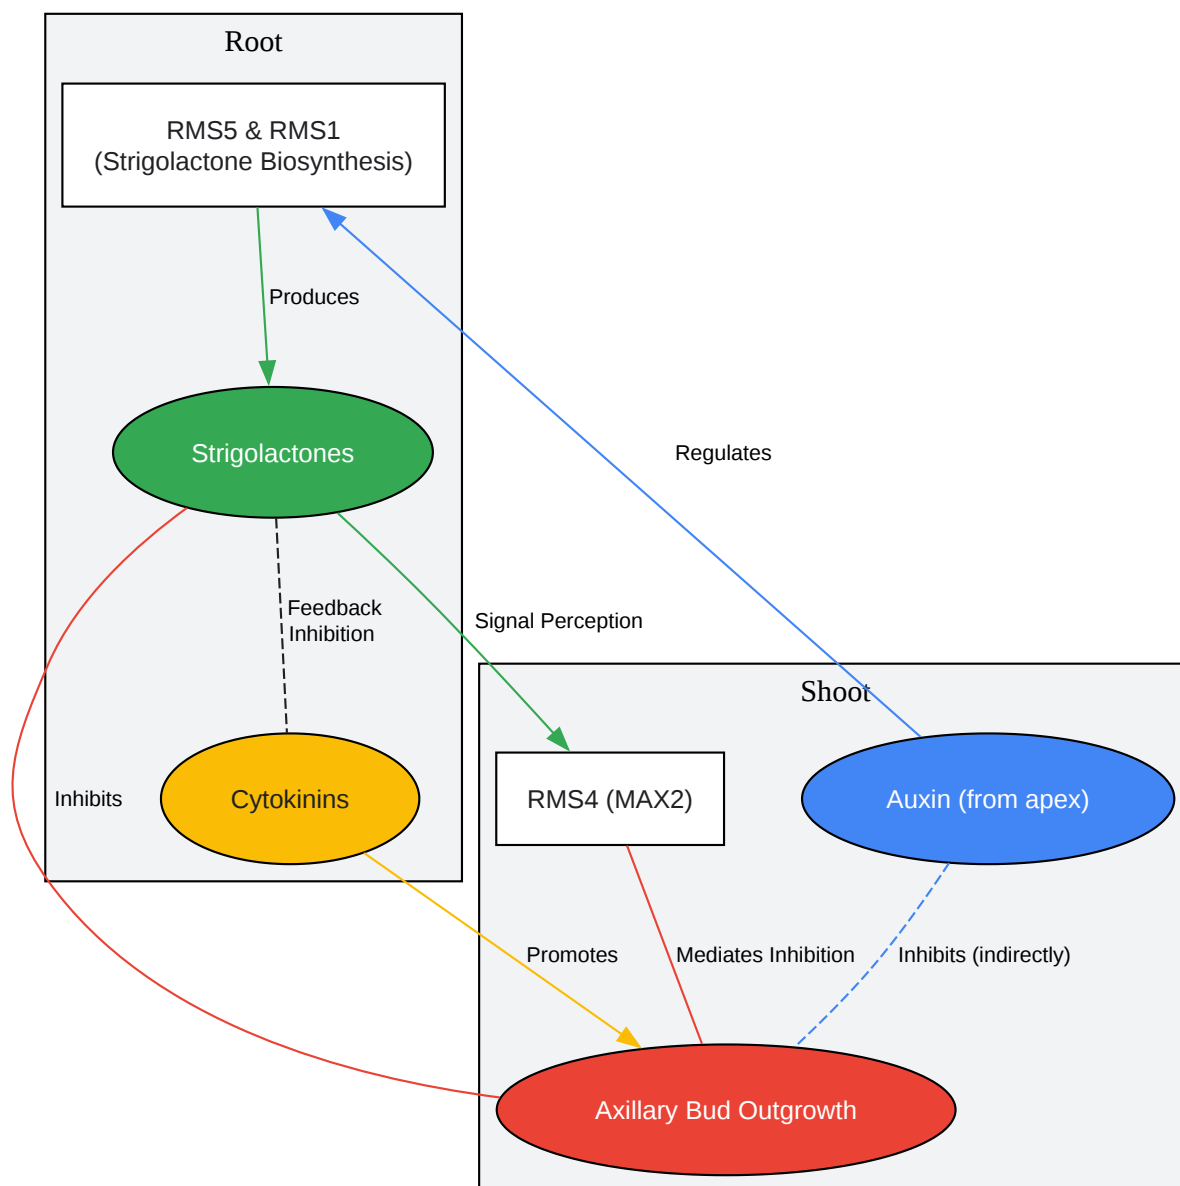 Root
RMS5 & RMS1
(Strigolactone Biosynthesis)
Produces
Strigolactones
Regulates
Feedback
Inhibition
Signal Perception
Shoot
Inhibits
Cytokinins
RMS4 (MAX2)
Auxin (from apex)
Promotes
Mediates Inhibition
Inhibits (indirectly)
Axillary Bud Outgrowth